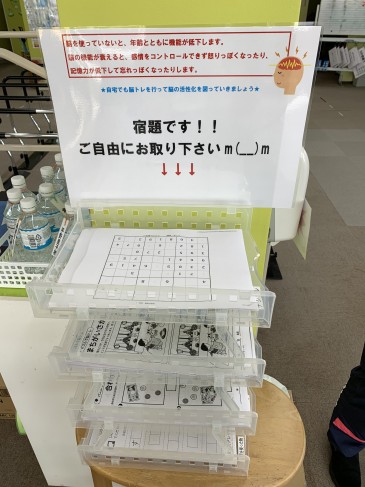 脳を使っていないと、年齢とともに機能が低下します。
脳の機能が衰えると、感情をコントロールできず怒りっぽくなったり、
記憶力が低下して忘れっぽくなったりします。
★自宅でも脳トレを行って脳の活性化を図っていきましょう★
宿題です！！
ご自由にお取り下さいm(__)m
↓↓↓
まちがいさが